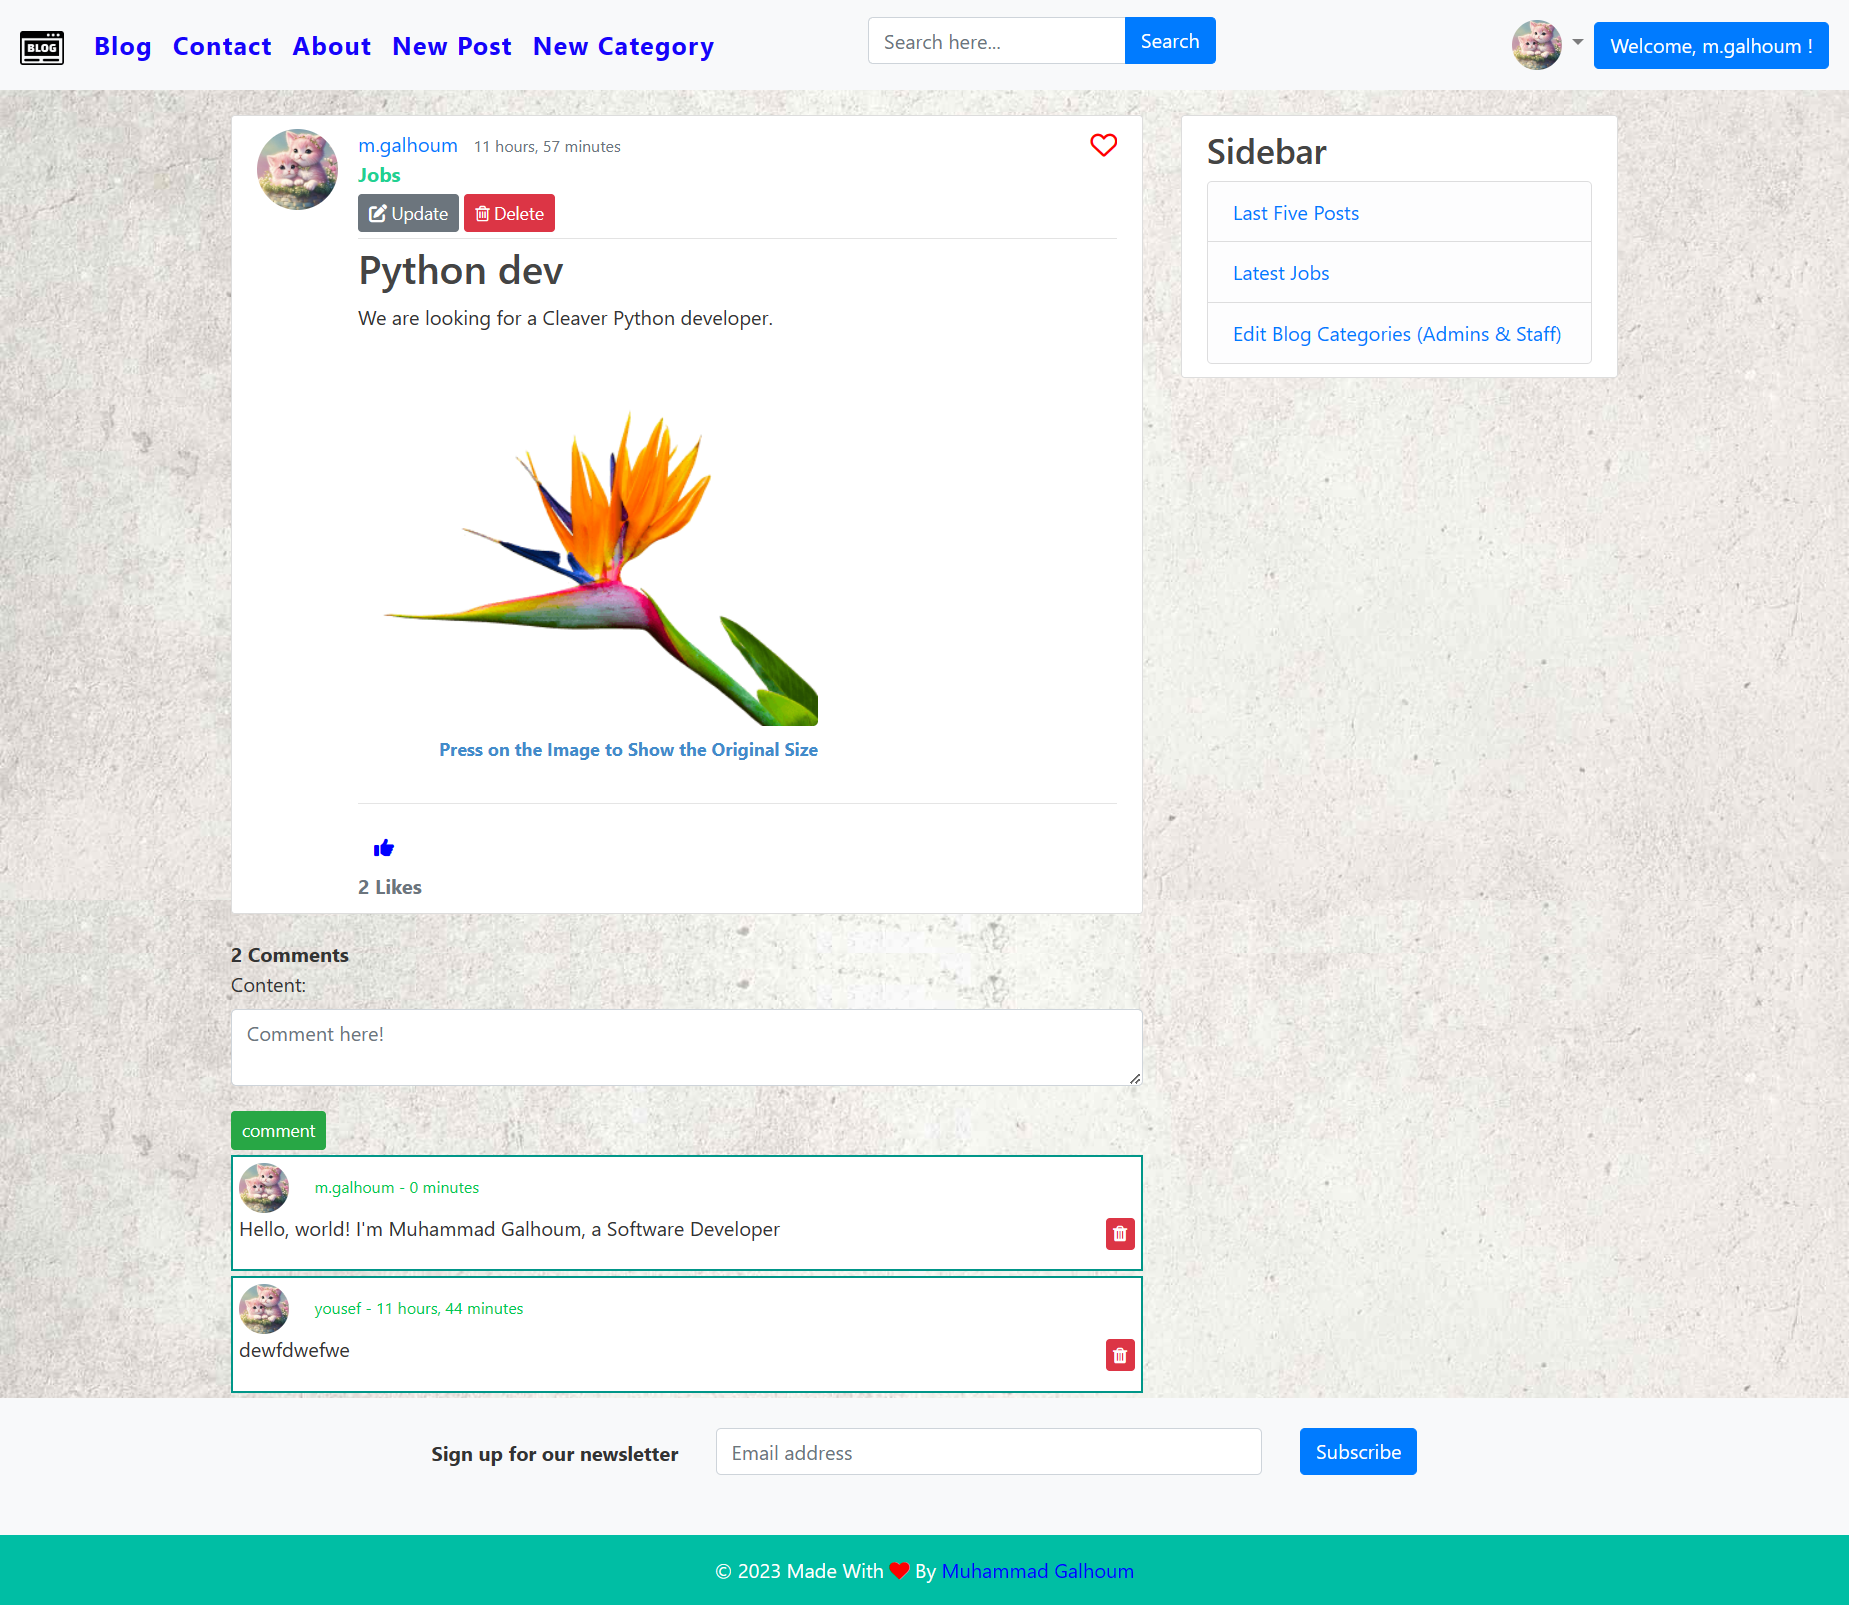 BLOG
Blog Contact About New Post New Category
Search here... Search
Welcome, m.galhoum !
m.galhoum 11 hours, 57 minutes
Jobs
Update Delete
Python dev
We are looking for a Cleaver Python developer.
Press on the Image to Show the Original Size
2 Likes
Sidebar
Last Five Posts
Latest Jobs
Edit Blog Categories (Admins & Staff)
2 Comments
Content:
Comment here!
comment
m.galhoum - 0 minutes
Hello, world! I'm Muhammad Galhoum, a Software Developer
yousef - 11 hours, 44 minutes
dewfdwefwe
Sign up for our newsletter Email address Subscribe
© 2023 Made With By Muhammad Galhoum